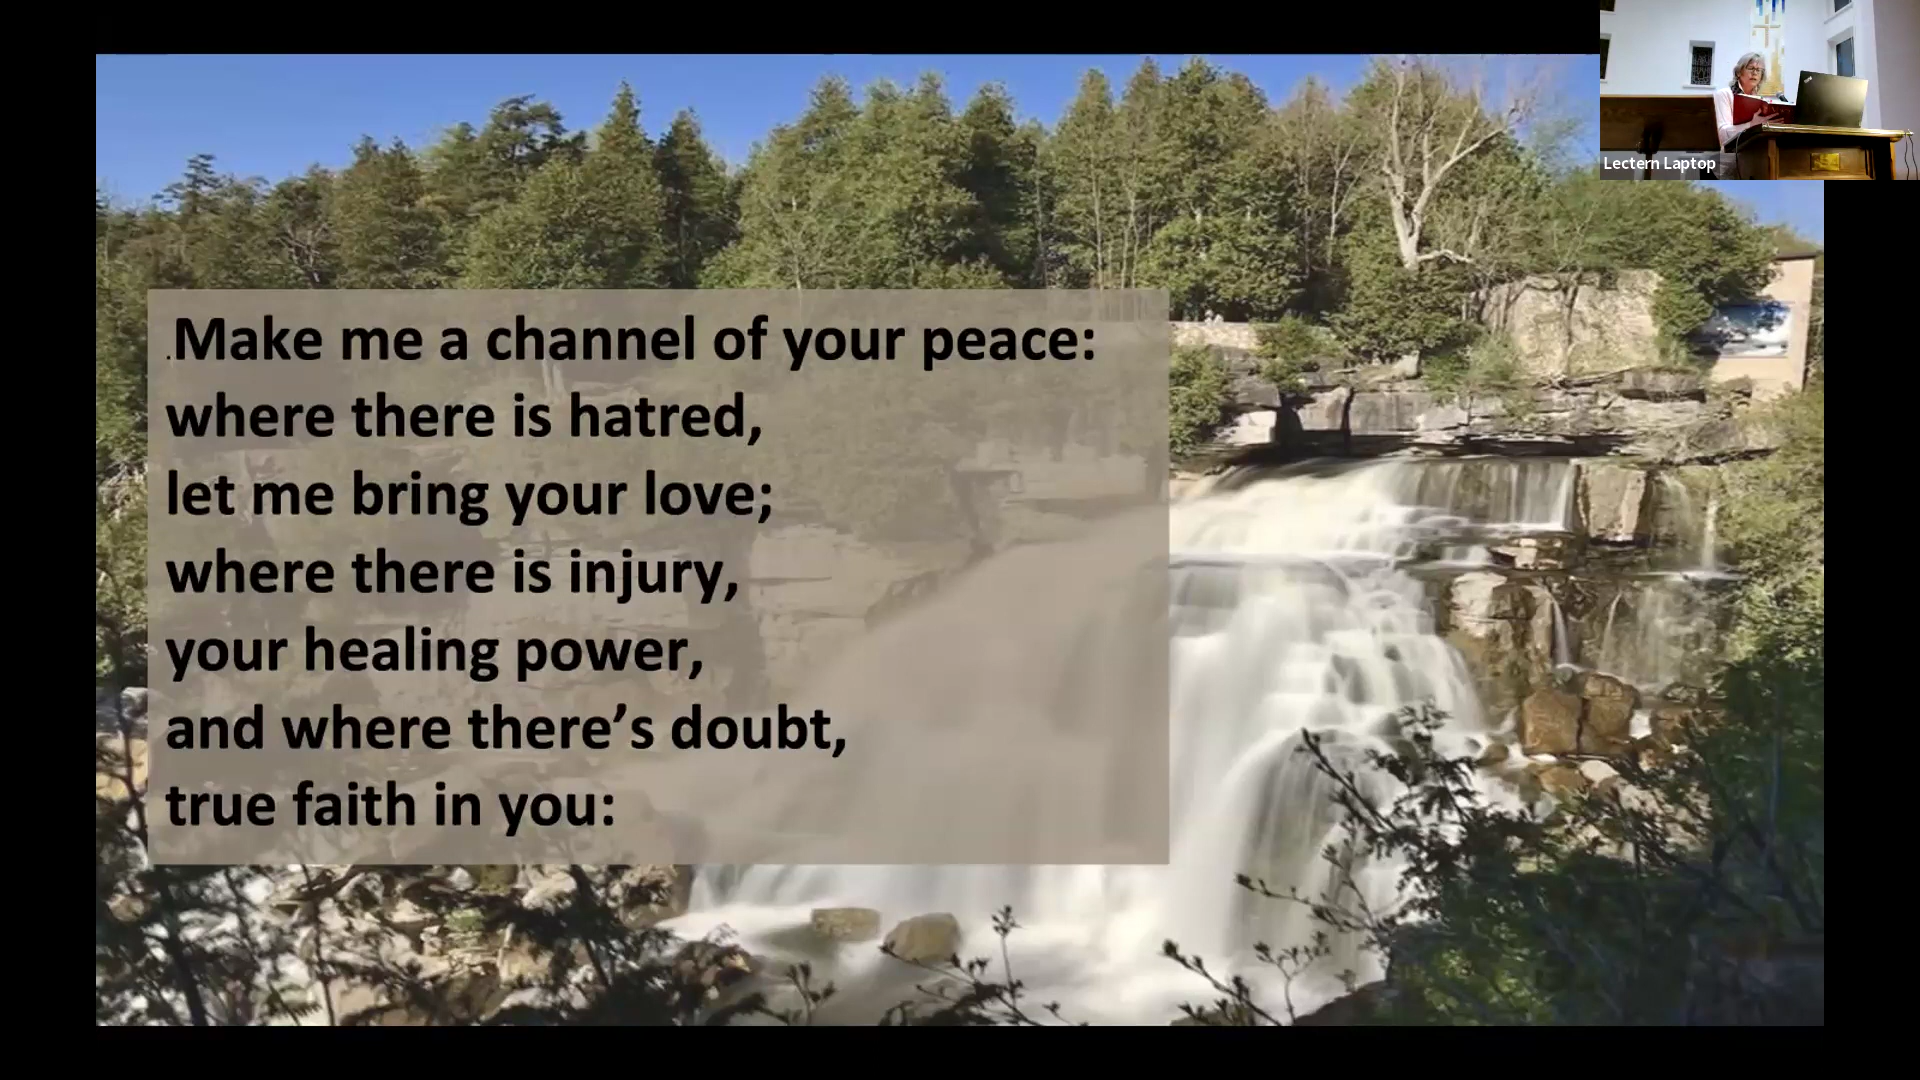 .Make me a channel of your peace:
where there is hatred,
let me bring your love;
where there is injury,
your healing power,
and where there’s doubt,
true faith in you:
Lectern Laptop